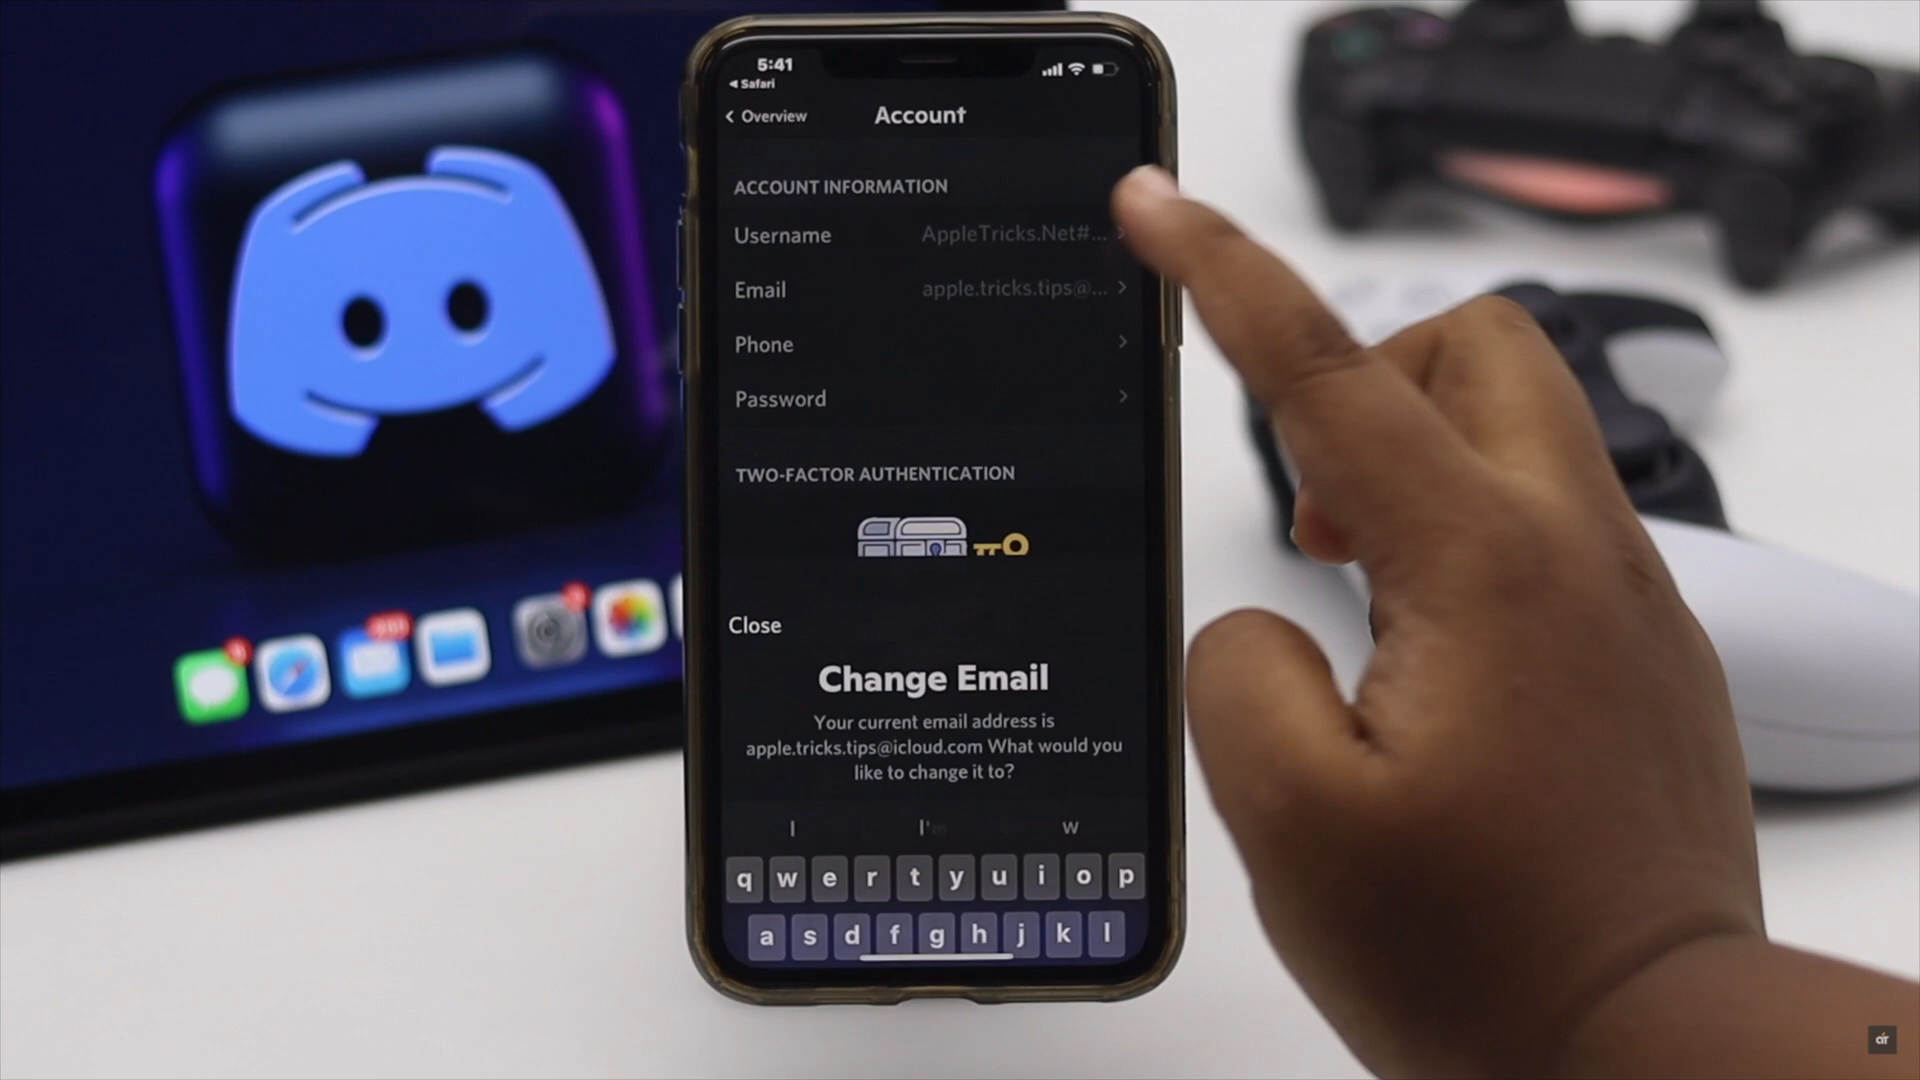 5:41
Safari
Overview
Account
ACCOUNT INFORMATION
Username AppleTricks.Net#...
Email apple.tricks.tips@...
Phone
Password
TWO-FACTOR AUTHENTICATION
Close
Change Email
Your current email address is
apple.tricks.tips@icloud.com What would you
like to change it to?
I I'm w
q w e r t y u i o p
a s d f g h j k l